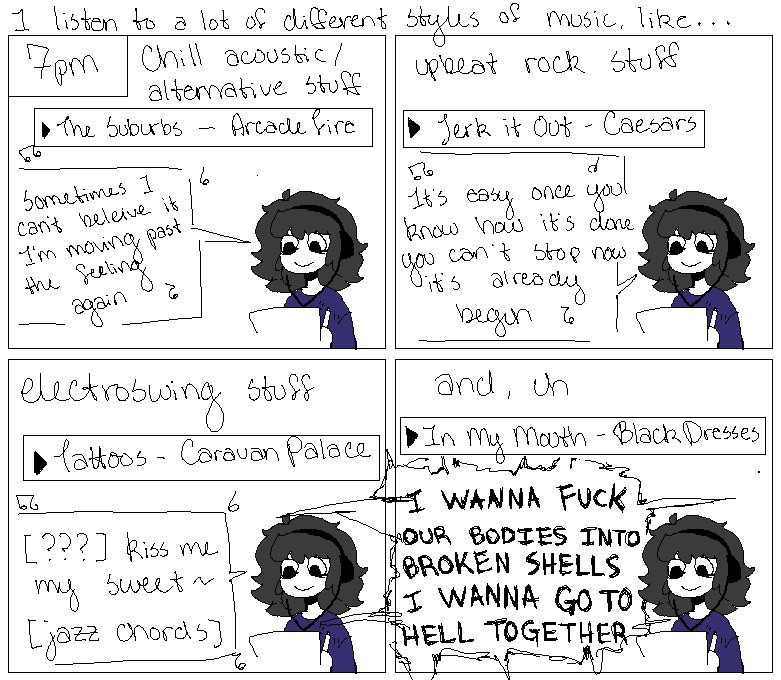 I listen to a lot of different styles of music, like...
7pm
Chill acoustic/
alternative stuff
▶ The Suburbs - Arcade Fire
Sometimes I
can't beleive it
I'm moving past
the feeling
again
upbeat rock stuff
▶ Jerk it Out - Caesars
It's easy once you
know how it's done
you can't stop now
it's already
begun
electroswing stuff
▶ Tattoos - Caravan Palace
[???] kiss me
my sweet~
[jazz chords]
and, uh
▶ In My Mouth - Black Dresses
I WANNA FUCK
OUR BODIES INTO
BROKEN SHELLS
I WANNA GO TO
HELL TOGETHER